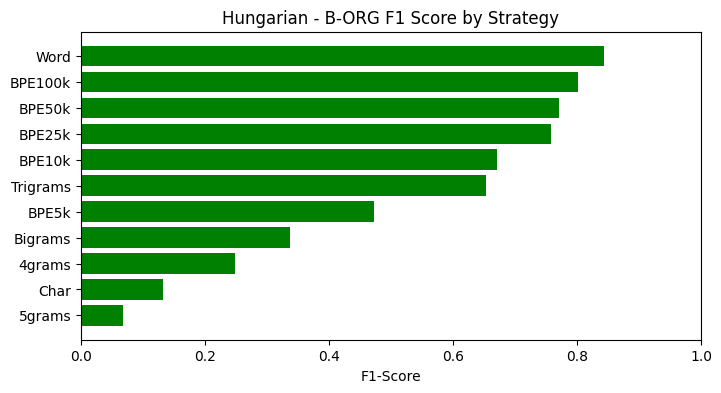 Hungarian - B-ORG F1 Score by Strategy
Word
BPE100k
BPE50k
BPE25k
BPE10k
Trigrams
BPE5k
Bigrams
4grams
Char
5grams
0.0 0.2 0.4 0.6 0.8 1.0
F1-Score